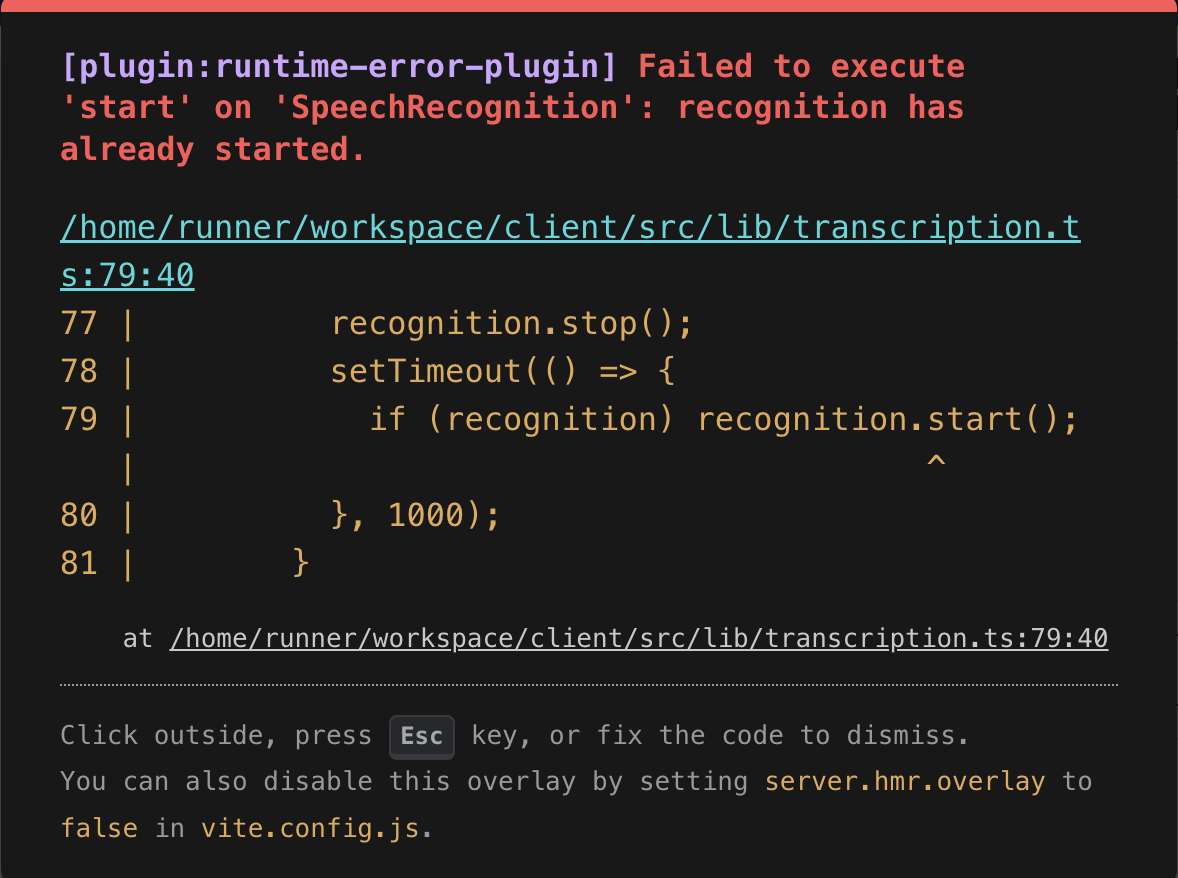 [plugin:runtime-error-plugin] Failed to execute
'start' on 'SpeechRecognition': recognition has
already started.
/home/runner/workspace/client/src/lib/transcription.t
s:79:40
77 |          recognition.stop();
78 |          setTimeout(() => {
79 |            if (recognition) recognition.start();
   |                                        ^
80 |          }, 1000);
81 |        }
at /home/runner/workspace/client/src/lib/transcription.ts:79:40
Click outside, press Esc key, or fix the code to dismiss.
You can also disable this overlay by setting server.hmr.overlay to
false in vite.config.js.